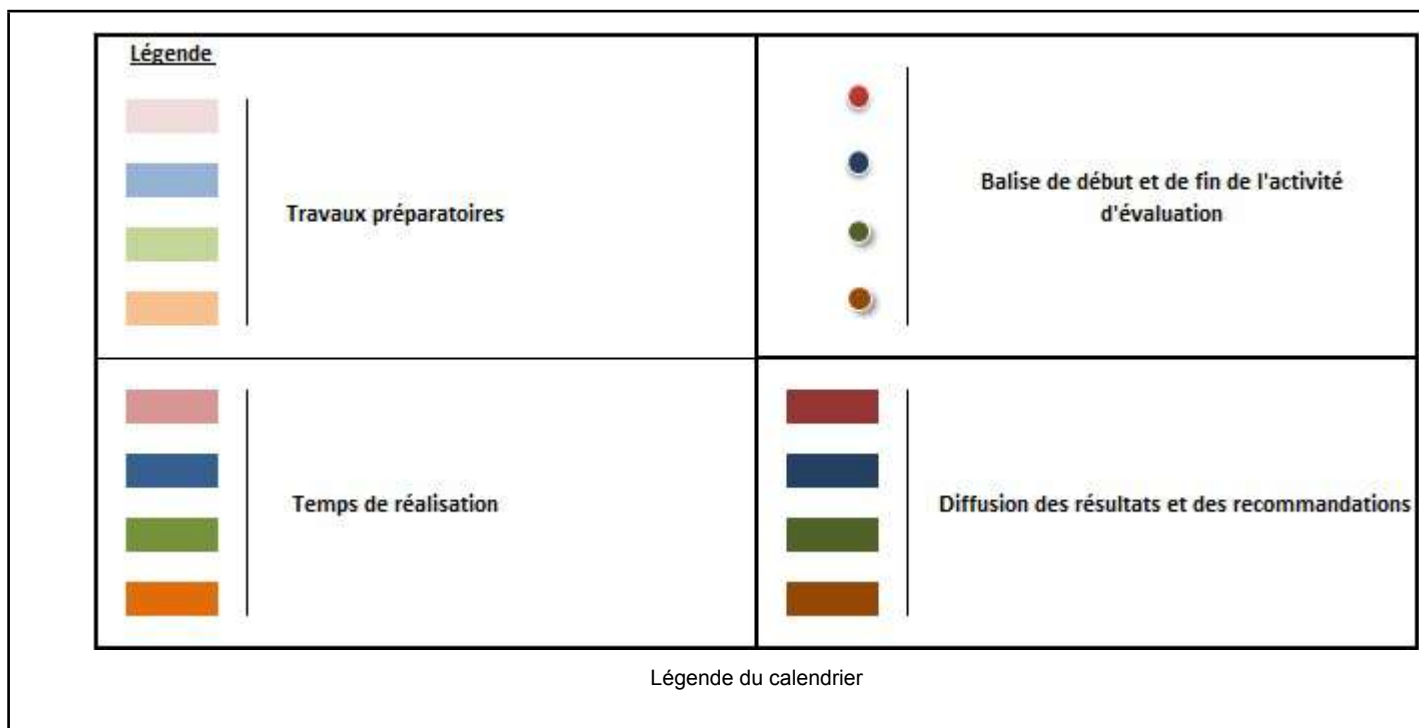 Légende
Travaux préparatoires
Balise de début et de fin de l'activité
d'évaluation
Temps de réalisation
Diffusion des résultats et des recommandations
Légende du calendrier